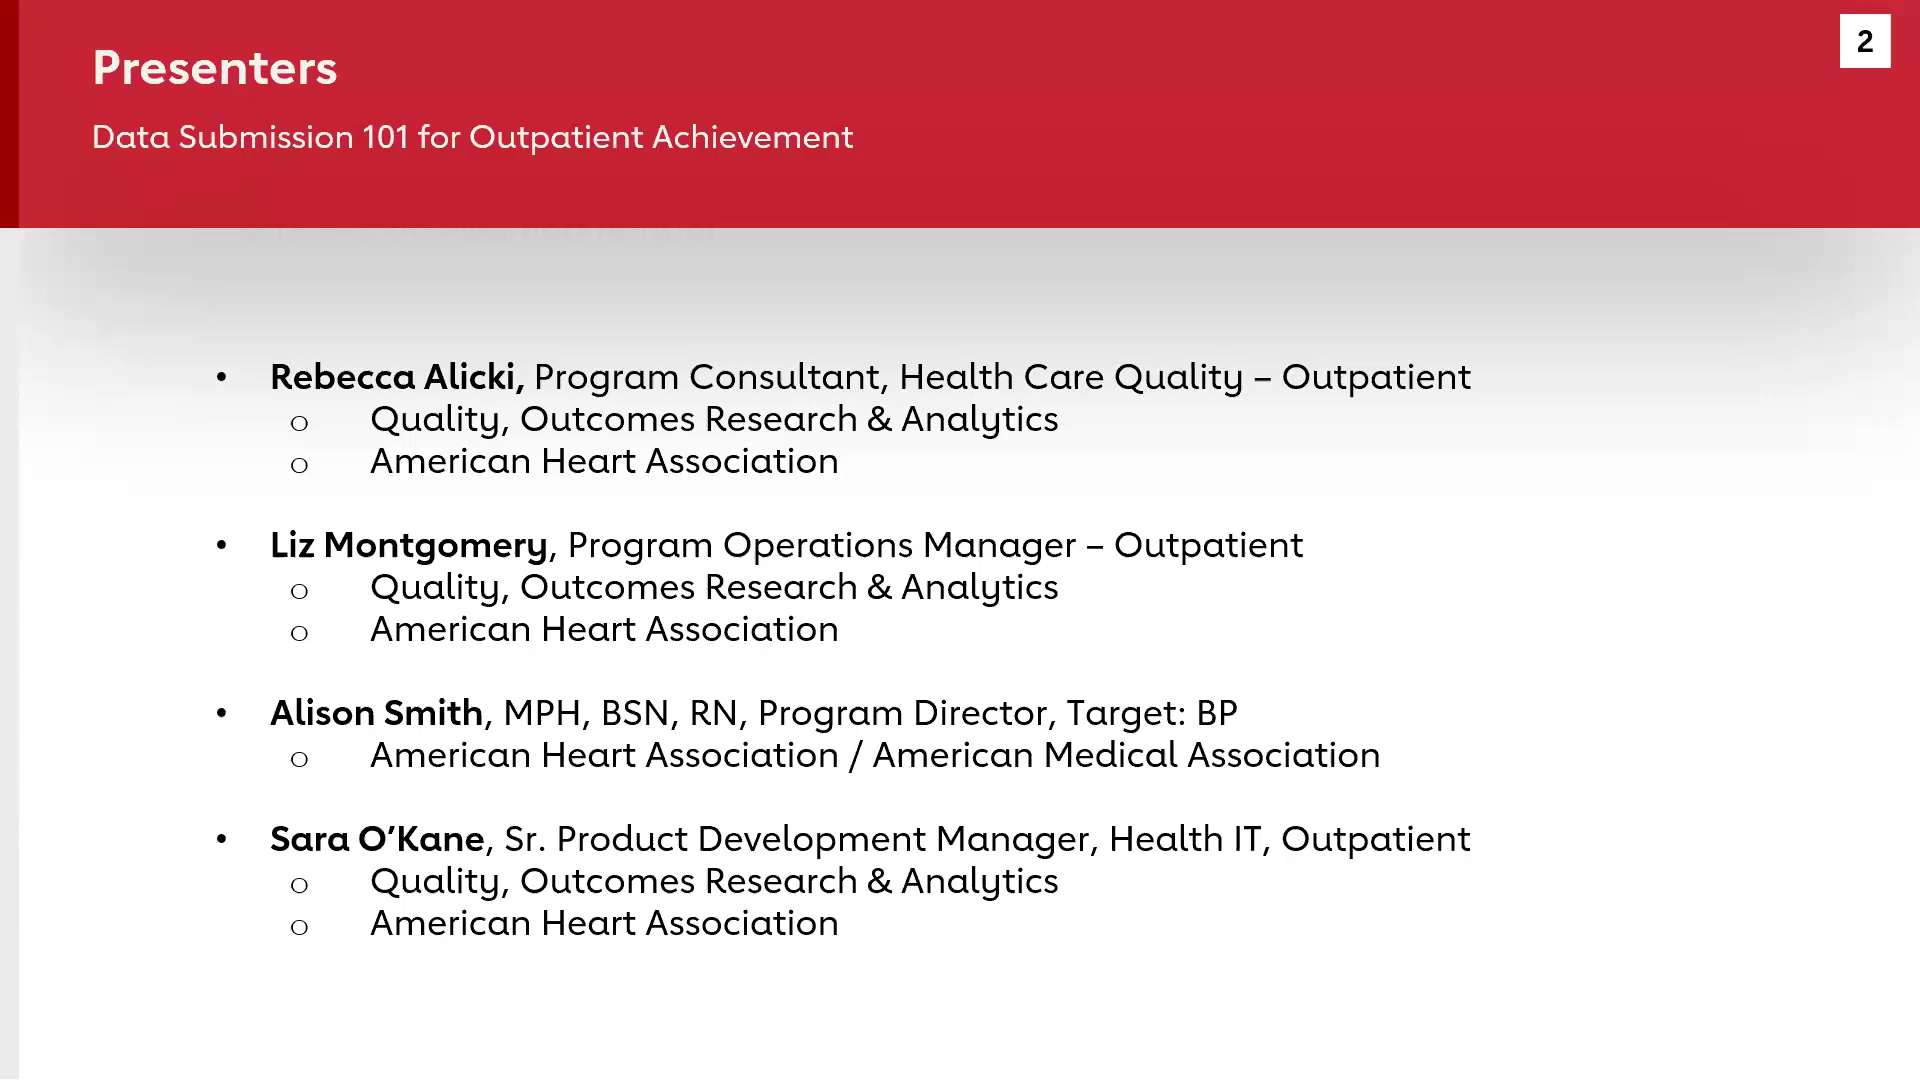 2
Presenters
Data Submission 101 for Outpatient Achievement
• Rebecca Alicki, Program Consultant, Health Care Quality – Outpatient
o Quality, Outcomes Research & Analytics
o American Heart Association
• Liz Montgomery, Program Operations Manager – Outpatient
o Quality, Outcomes Research & Analytics
o American Heart Association
• Alison Smith, MPH, BSN, RN, Program Director, Target: BP
o American Heart Association / American Medical Association
• Sara O’Kane, Sr. Product Development Manager, Health IT, Outpatient
o Quality, Outcomes Research & Analytics
o American Heart Association